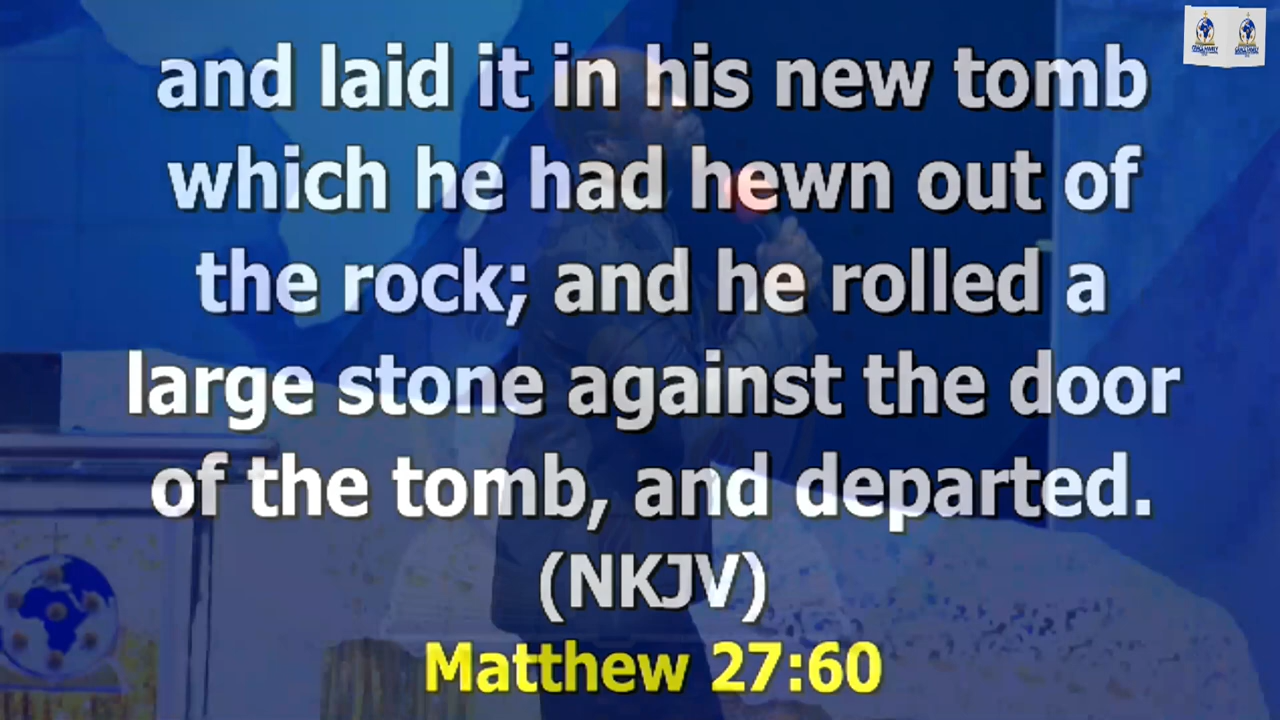 and laid it in his new tomb
which he had hewn out of
the rock; and he rolled a
large stone against the door
of the tomb, and departed.
(NKJV)
Matthew 27:60